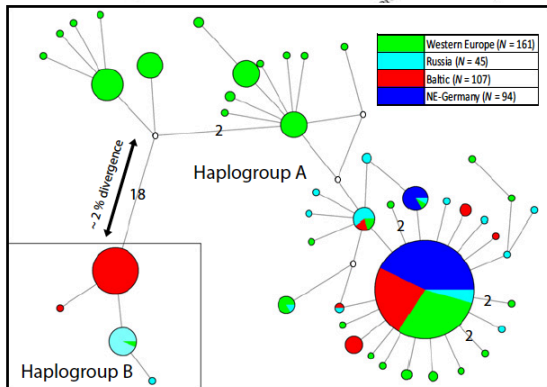 Western Europe (N = 161)
Russia (N = 45)
Baltic (N = 107)
NE-Germany (N = 94)
2
Haplogroup A
~ 2 % divergence
18
2
2
2
2
Haplogroup B